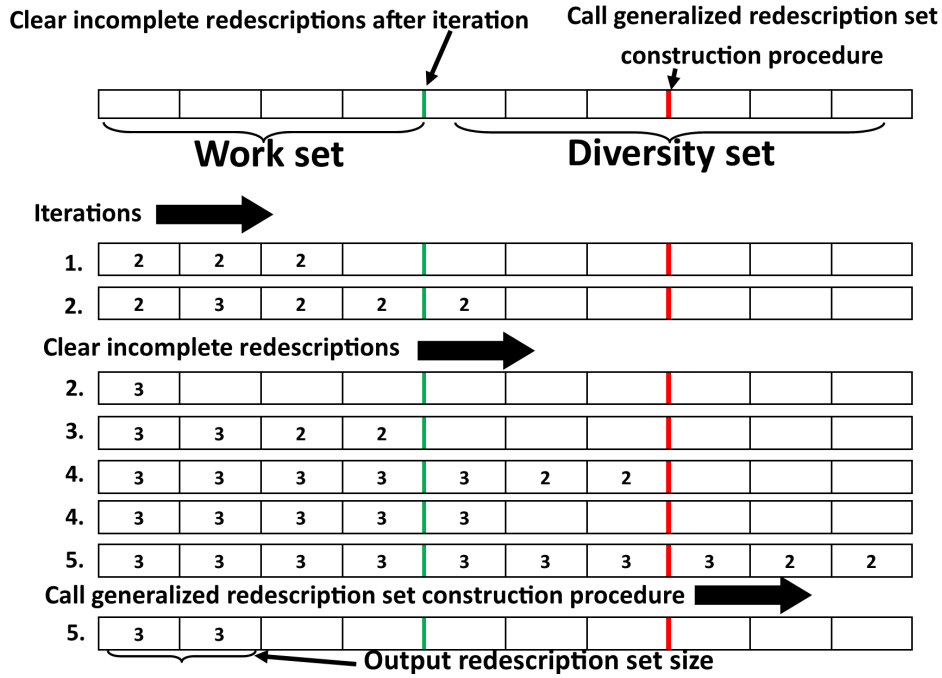 Clear incomplete redescriptions after iteration
Call generalized redescription set
construction procedure
Work set
Diversity set
Iterations
1. 2 2 2
2. 2 3 2 2 2
Clear incomplete redescriptions
2. 3
3. 3 3 2 2
4. 3 3 3 3 3 2 2
4. 3 3 3 3 3
5. 3 3 3 3 3 3 3 3 2 2
Call generalized redescription set construction procedure
5. 3 3
Output redescription set size